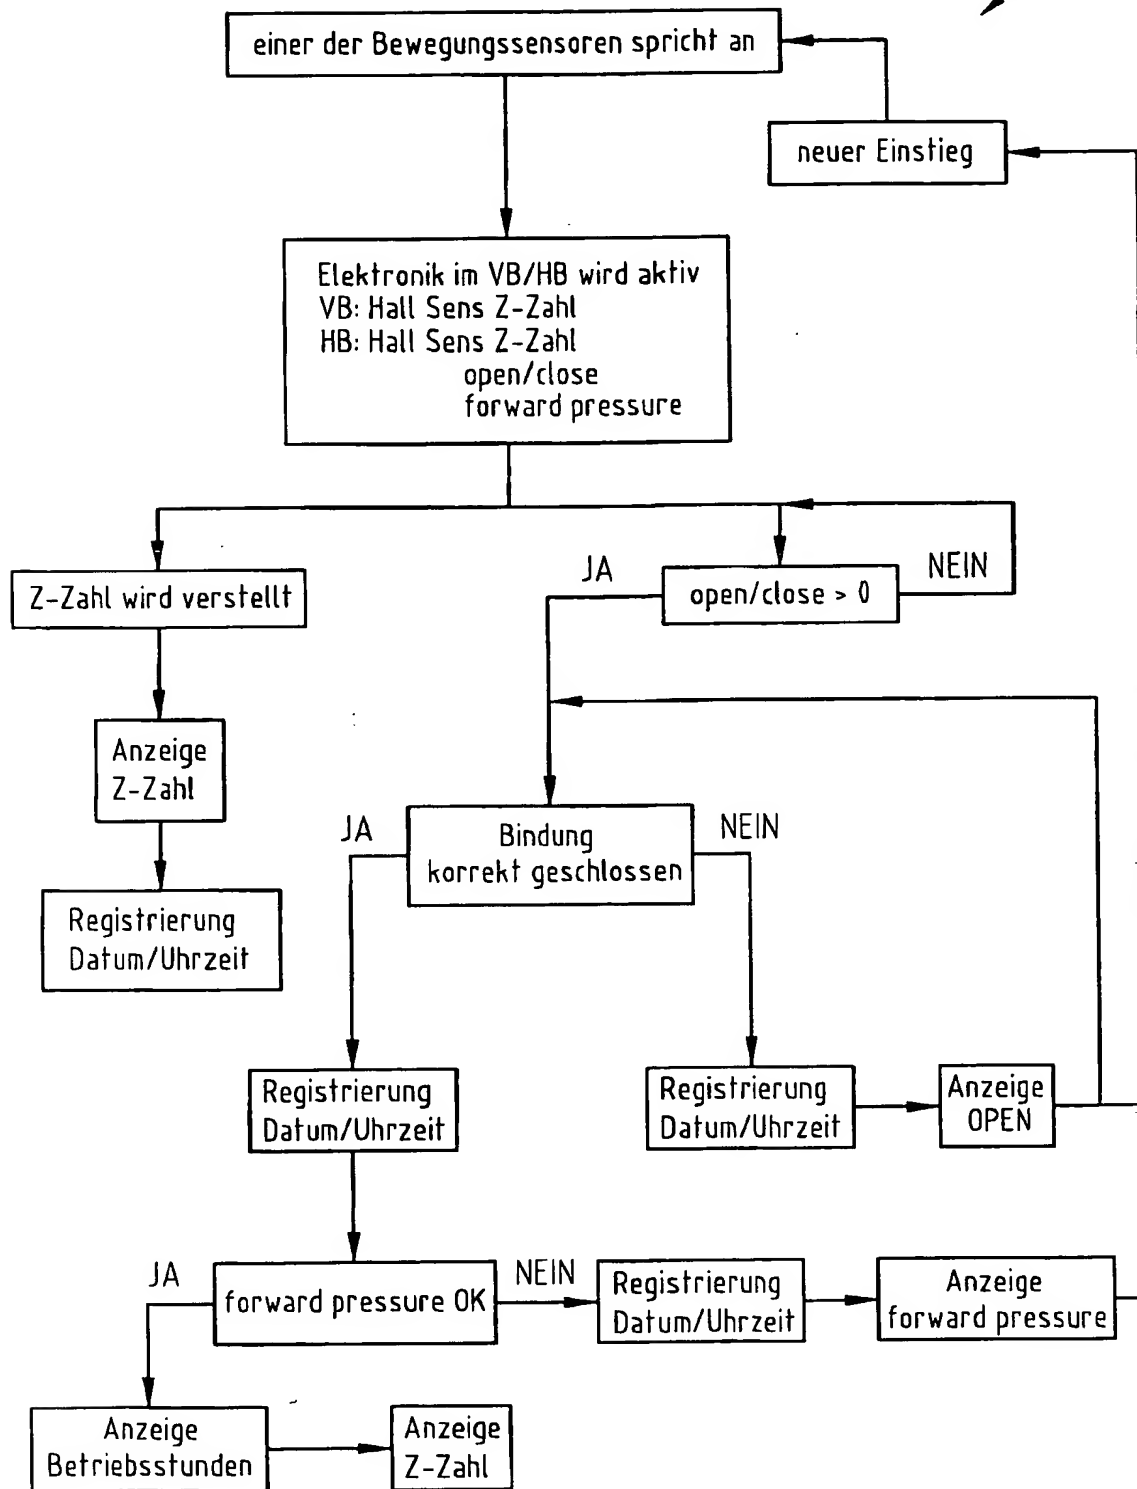 einer der Bewegungssensoren spricht an
neuer Einstieg
Elektronik im VB/HB wird aktiv
VB: Hall Sens Z-Zahl
HB: Hall Sens Z-Zahl
open/close
forward pressure
Z-Zahl wird verstellt
JA
open/close > 0
NEIN
Anzeige
Z-Zahl
Registrierung
Datum/Uhrzeit
JA
Bindung
korrekt geschlossen
NEIN
Registrierung
Datum/Uhrzeit
Registrierung
Datum/Uhrzeit
Anzeige
OPEN
JA
forward pressure OK
NEIN
Registrierung
Datum/Uhrzeit
Anzeige
forward pressure
Anzeige
Betriebsstunden
Anzeige
Z-Zahl